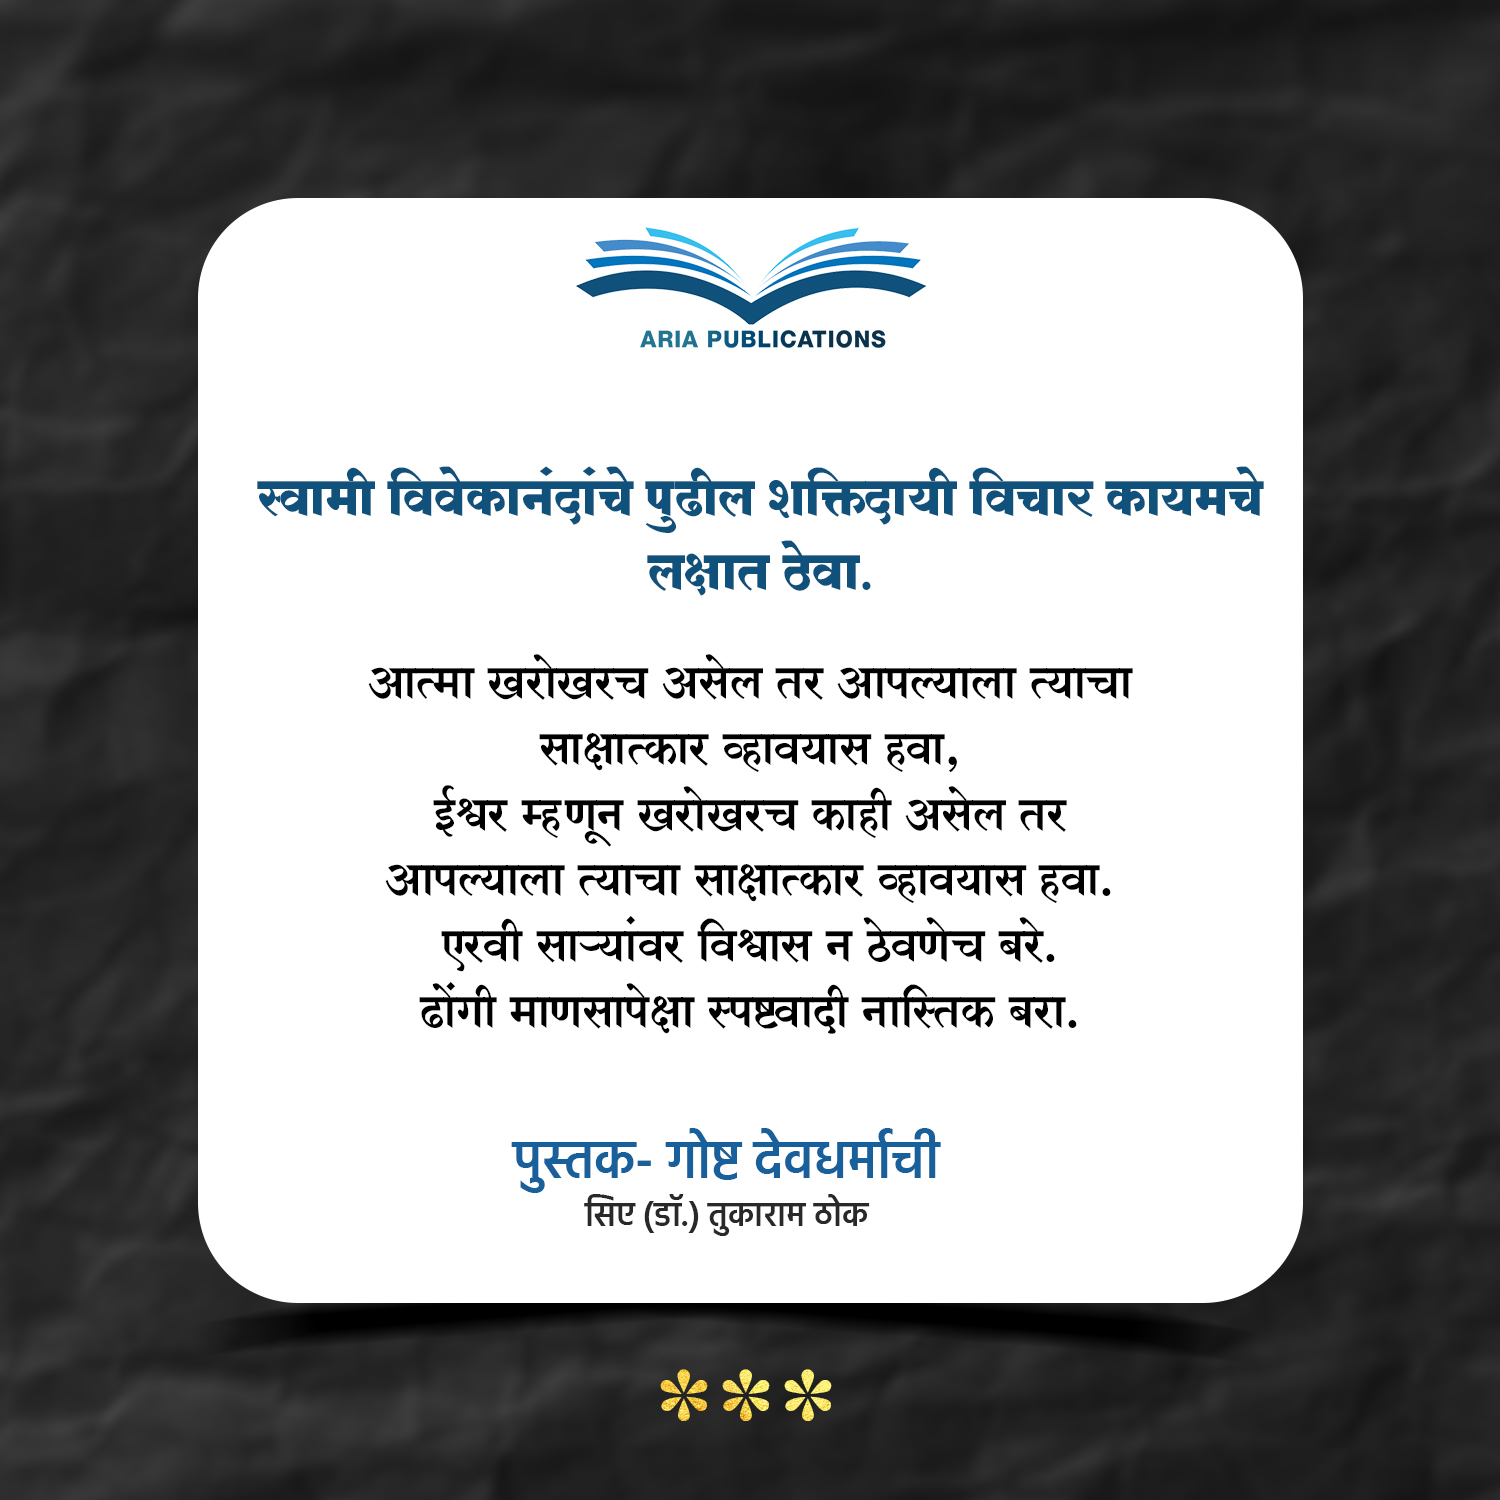 ARIA PUBLICATIONS
स्वामी विवेकानंदांचे पुढील शक्तिदायी विचार कायमचे
लक्षात ठेवा.
आत्मा खरोखरच असेल तर आपल्याला त्याचा
साक्षात्कार व्हावयास हवा,
ईश्वर म्हणून खरोखरच काही असेल तर
आपल्याला त्याचा साक्षात्कार व्हावयास हवा.
एरवी साऱ्यांवर विश्वास न ठेवणेच बरे.
ढोंगी माणसापेक्षा स्पष्टवादी नास्तिक बरा.
पुस्तक- गोष्ट देवधर्माची
सिए (डॉ.) तुकाराम ठोक